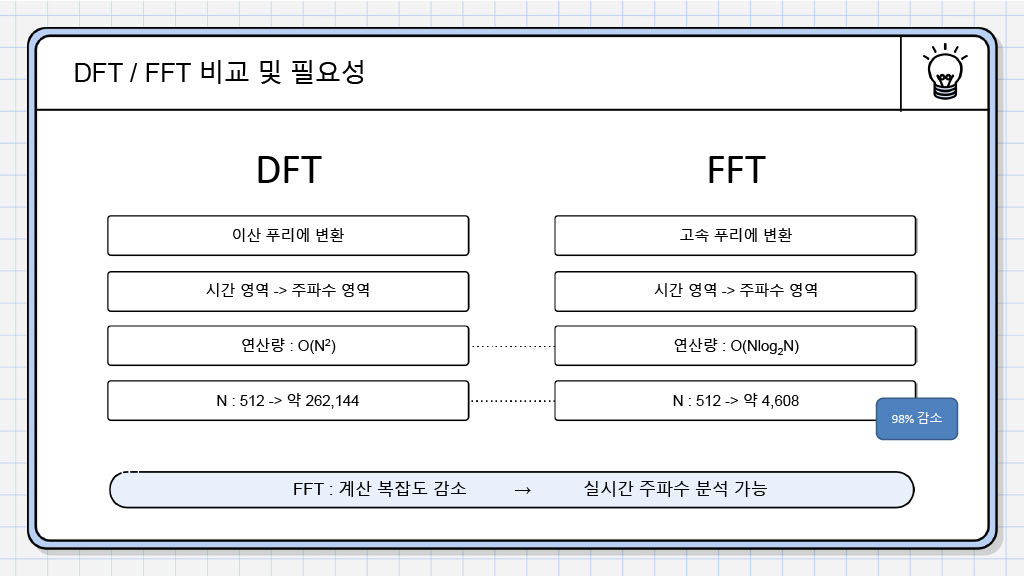 DFT / FFT 비교 및 필요성
DFT
FFT
이산 푸리에 변환
고속 푸리에 변환
시간 영역 -> 주파수 영역
시간 영역 -> 주파수 영역
연산량 : O(N²)
연산량 : O(Nlog₂N)
N : 512 -> 약 262,144
N : 512 -> 약 4,608
98% 감소
FFT : 계산 복잡도 감소 → 실시간 주파수 분석 가능